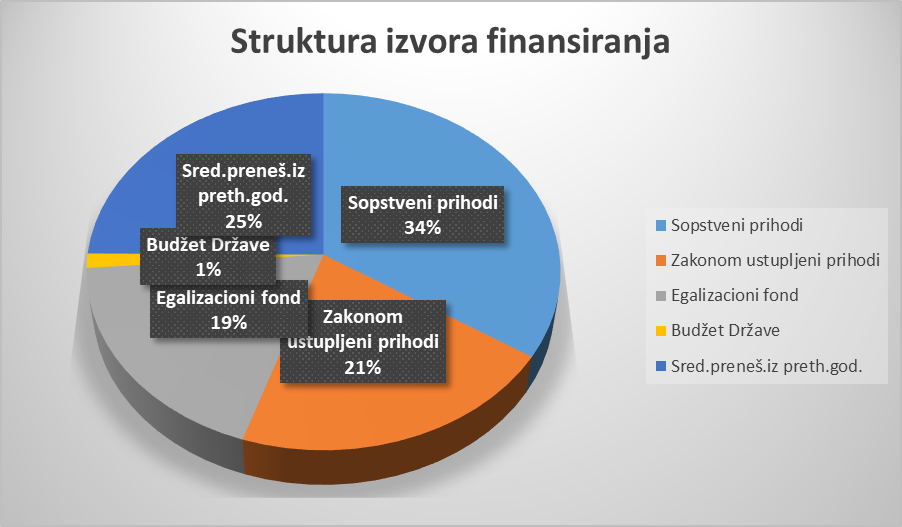 Struktura izvora finansiranja
Sred.preneš.iz
preth.god.
25%
Sopstveni prihodi
34%
Budžet Države
1%
Egalizacioni fond
19%
Zakonom
ustupljeni prihodi
21%
Sopstveni prihodi
Zakonom ustupljeni prihodi
Egalizacioni fond
Budžet Države
Sred.preneš.iz preth.god.